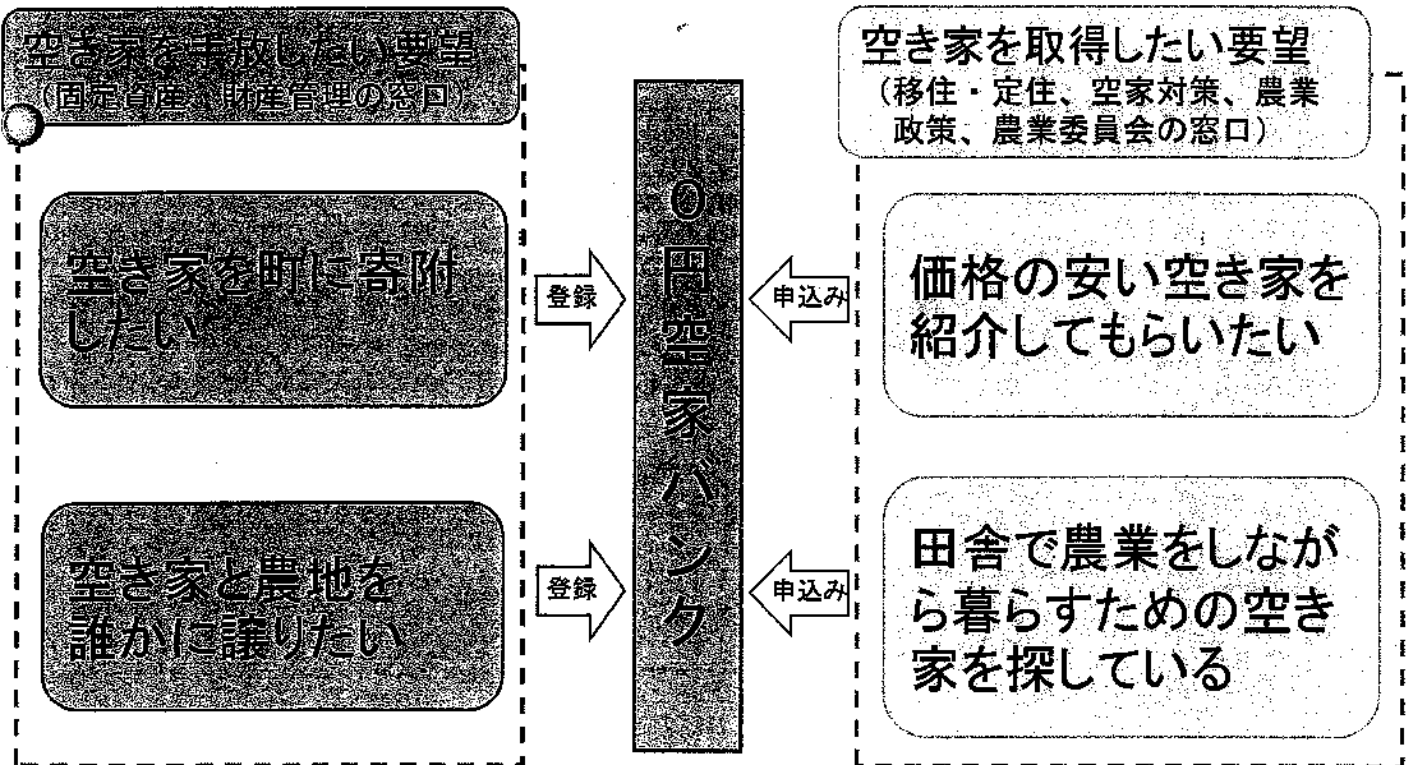 空き家を手放したい要望
（固定資産、財産管理の窓口）
空き家を町に寄附
したい
空き家と農地を
誰かに譲りたい
登録
登録
０円空家バンク
申込み
申込み
空き家を取得したい要望
（移住・定住、空家対策、農業
政策、農業委員会の窓口）
価格の安い空き家を
紹介してもらいたい
田舎で農業をしなが
ら暮らすための空き
家を探している